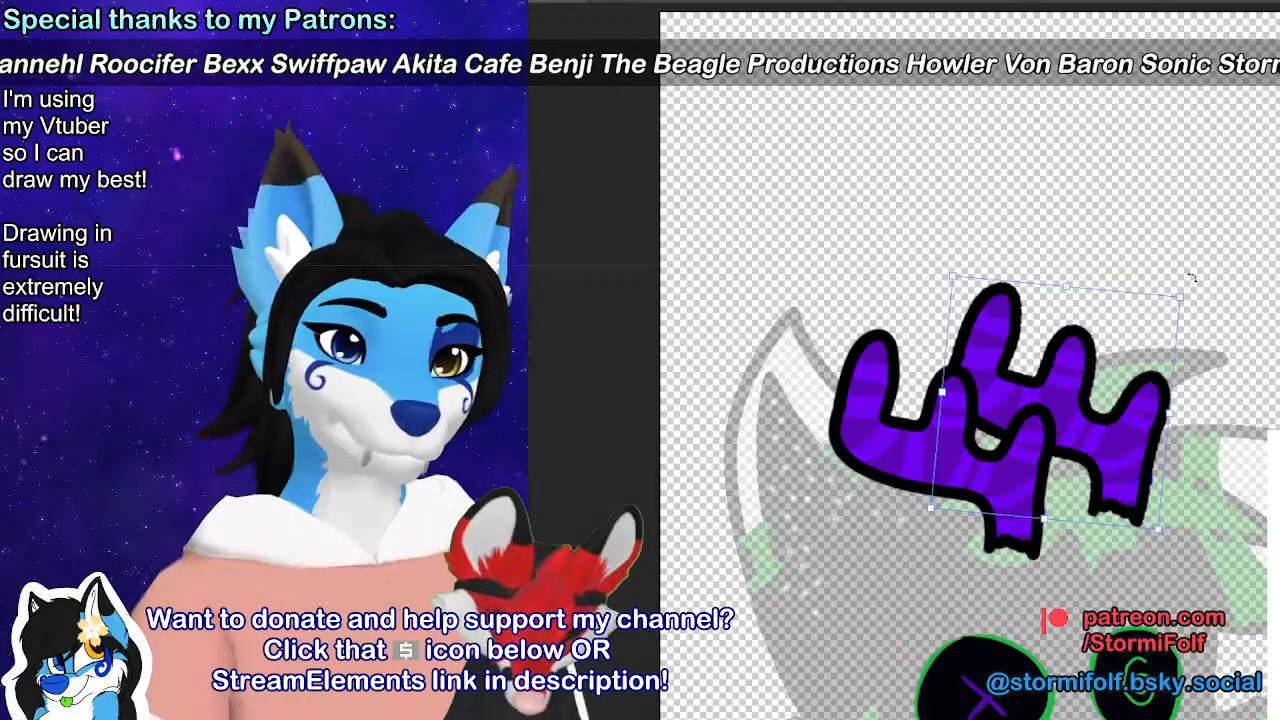 Special thanks to my Patrons:
annehl Roocifer Bexx Swiffpaw Akita Cafe Benji The Beagle Productions Howler Von Baron Sonic Storm
I'm using
my Vtuber
so I can
draw my best!
Drawing in
fursuit is
extremely
difficult!
Want to donate and help support my channel?
Click that $ icon below OR
StreamElements link in description!
patreon.com
/StormiFolf
@stormifolf.bsky.social